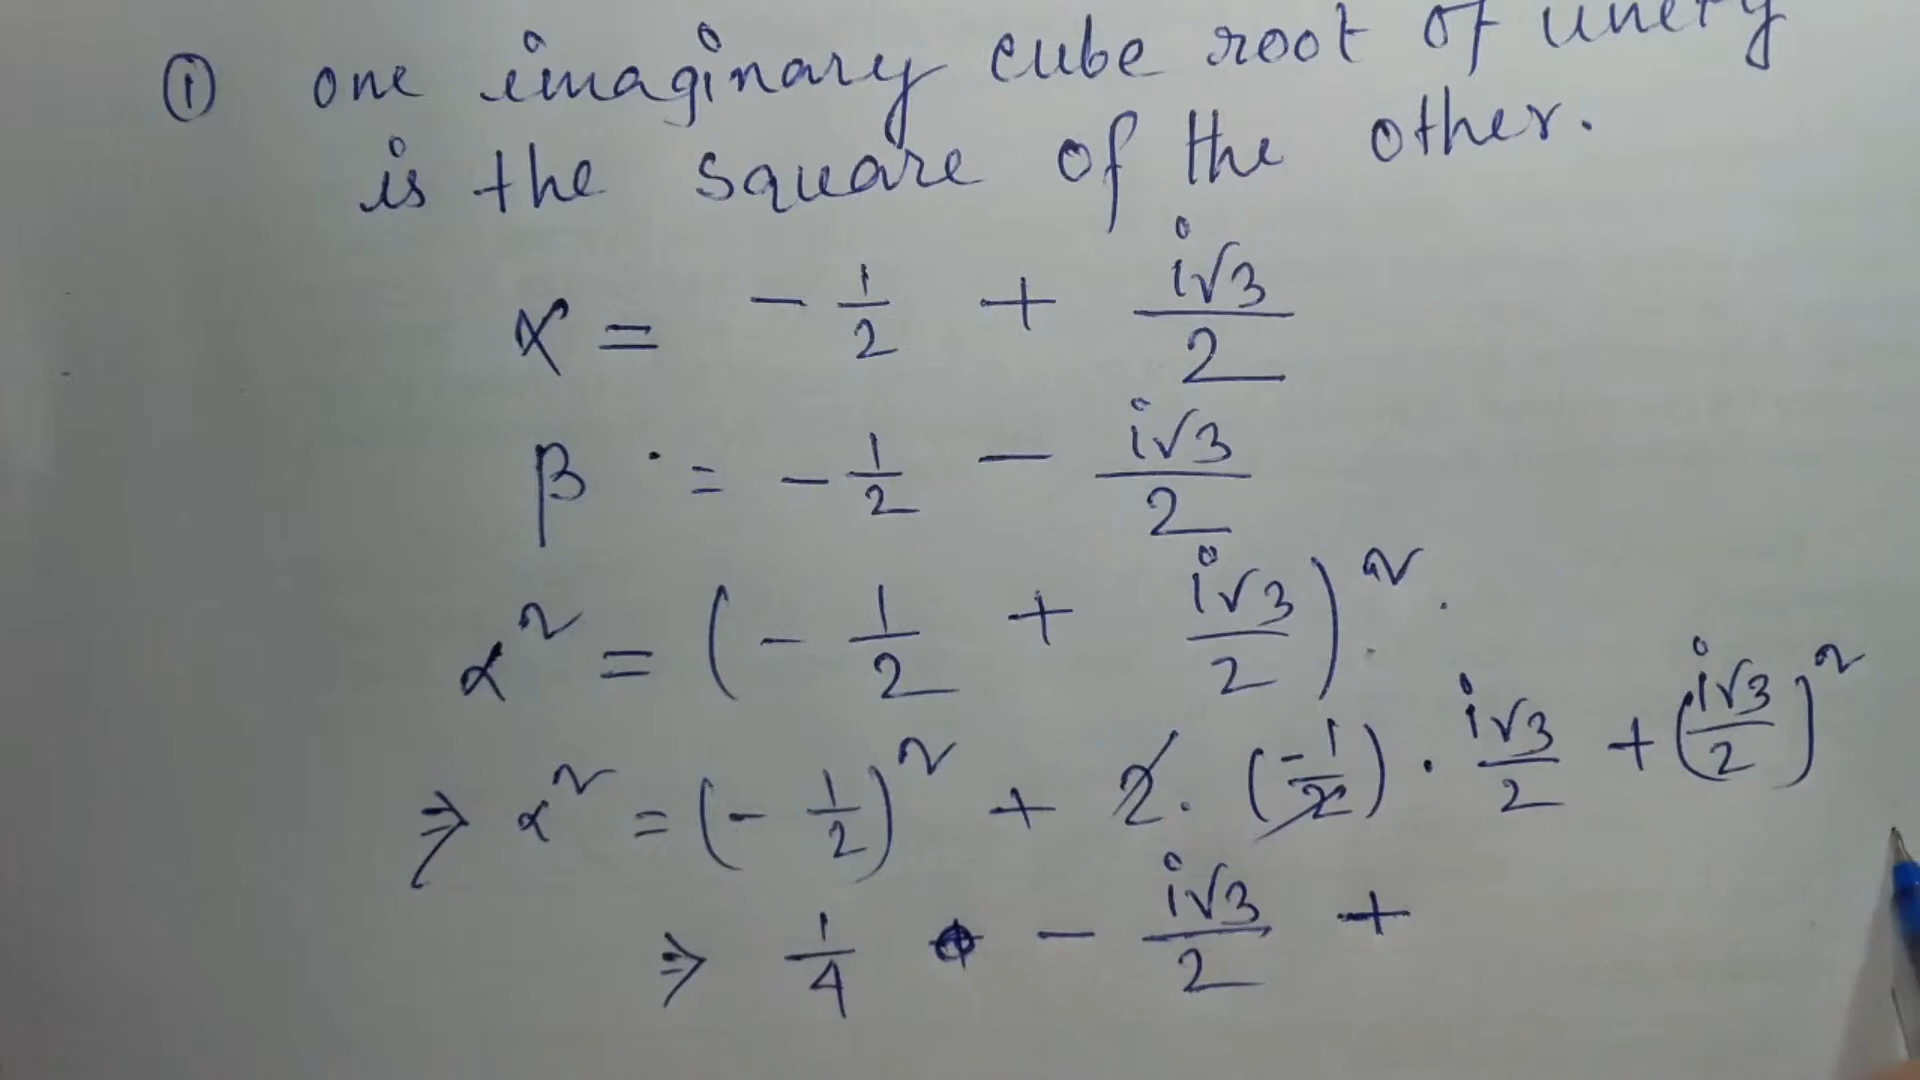 ① one imaginary cube root of unity
is the square of the other.
α = - 1/2 + i√3/2
β = - 1/2 - i√3/2
α² = (- 1/2 + i√3/2)².
⇒ α² = (- 1/2)² + 2. (-1/2) · i√3/2 + (i√3/2)²
⇒ 1/4 - i√3/2 +